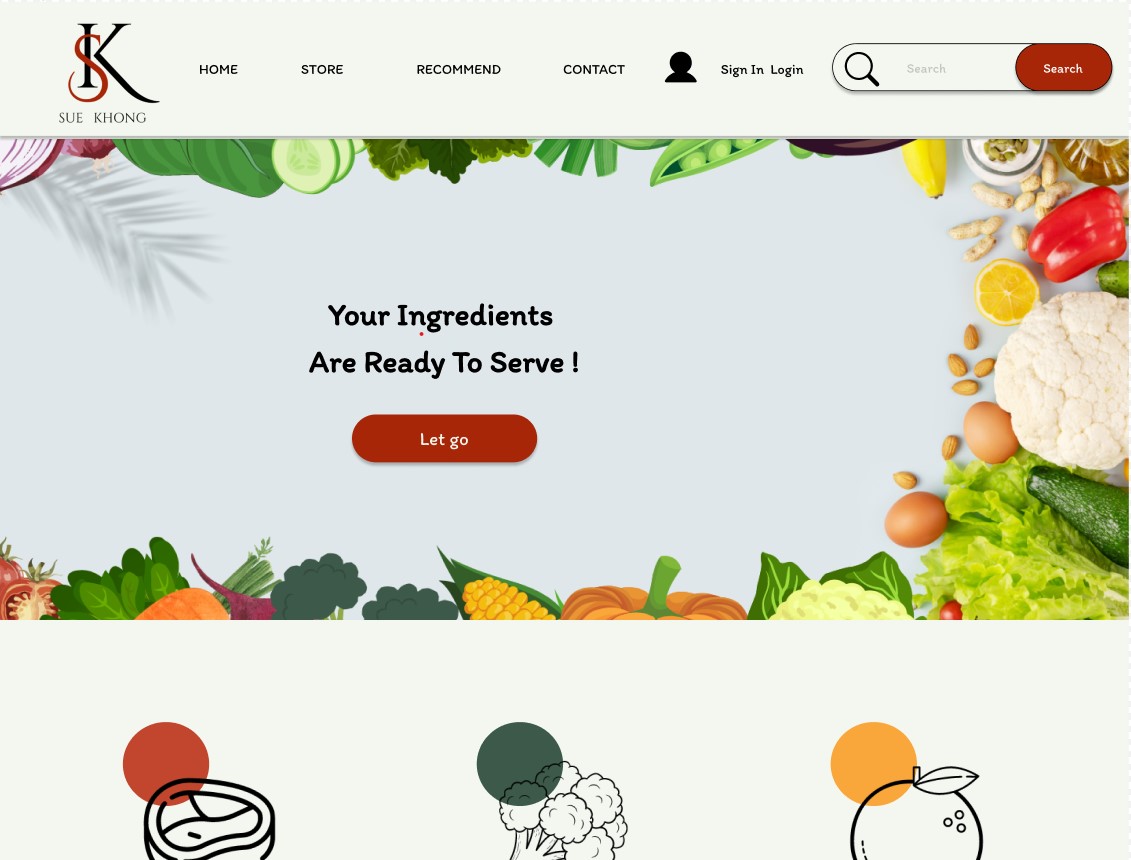 SK
SUE KHONG
HOME
STORE
RECOMMEND
CONTACT
Sign In Login
Search
Search
Your Ingredients
Are Ready To Serve !
Let go